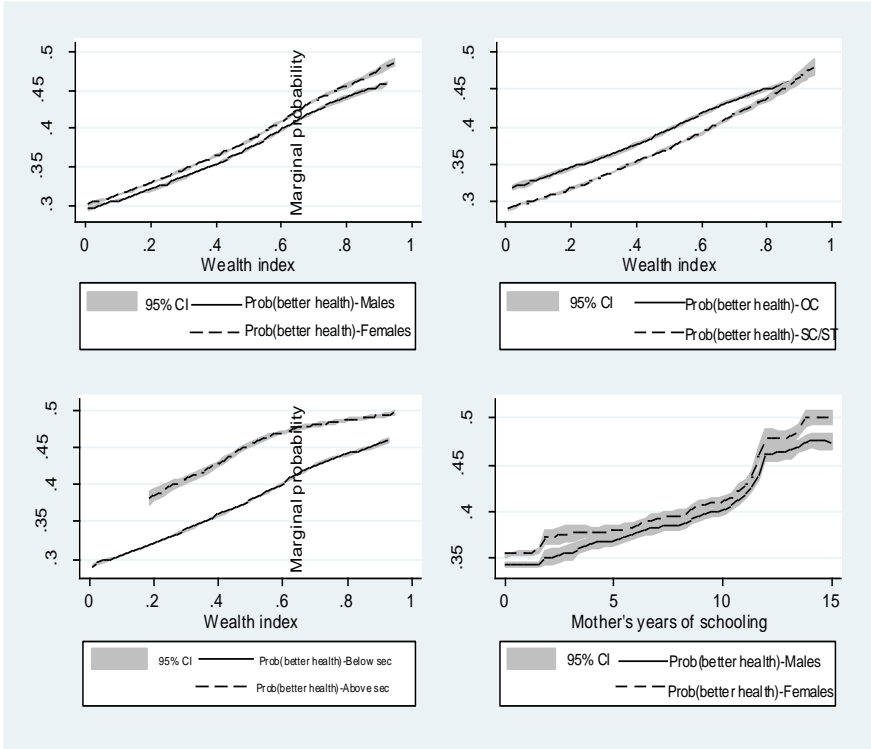 .5
.45
.4
.35
.3
Marginal probability
0 .2 .4 .6 .8 1
Wealth index
95% CI Prob(better health)-Males
Prob(better health)-Females
.5
.45
.4
.35
.3
0 .2 .4 .6 .8 1
Wealth index
95% CI Prob(better health)-OC
Prob(better health)-SC/ST
.5
.45
.4
.35
.3
Marginal probability
0 .2 .4 .6 .8 1
Wealth index
95% CI Prob(better health)-Below sec
Prob(better health)-Above sec
.5
.45
.4
.35
0 5 10 15
Mother's years of schooling
95% CI Prob(better health)-Males
Prob(better health)-Females